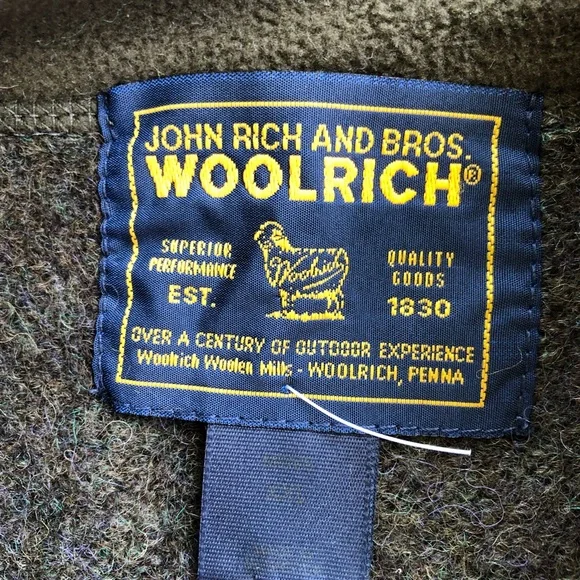 JOHN RICH AND BROS.
WOOLRICH®
SUPERIOR
PERFORMANCE
Woolrich
QUALITY
GOODS
EST.
1830
OVER A CENTURY OF OUTDOOR EXPERIENCE
Woolrich Woolen Mills - WOOLRICH, PENNA